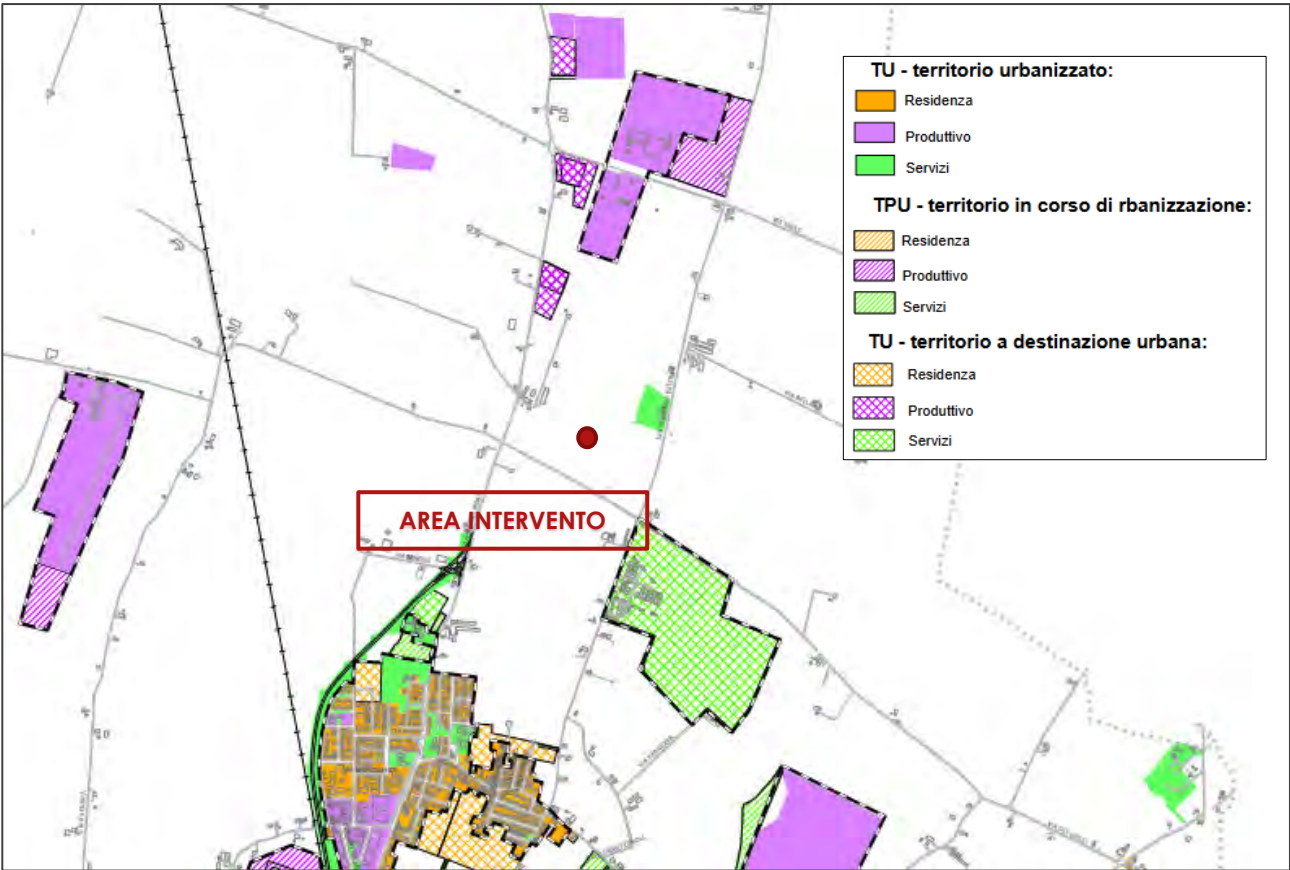 TU - territorio urbanizzato:
Residenza
Produttivo
Servizi
TPU - territorio in corso di rbanizzazione:
Residenza
Produttivo
Servizi
TU - territorio a destinazione urbana:
Residenza
Produttivo
Servizi
AREA INTERVENTO